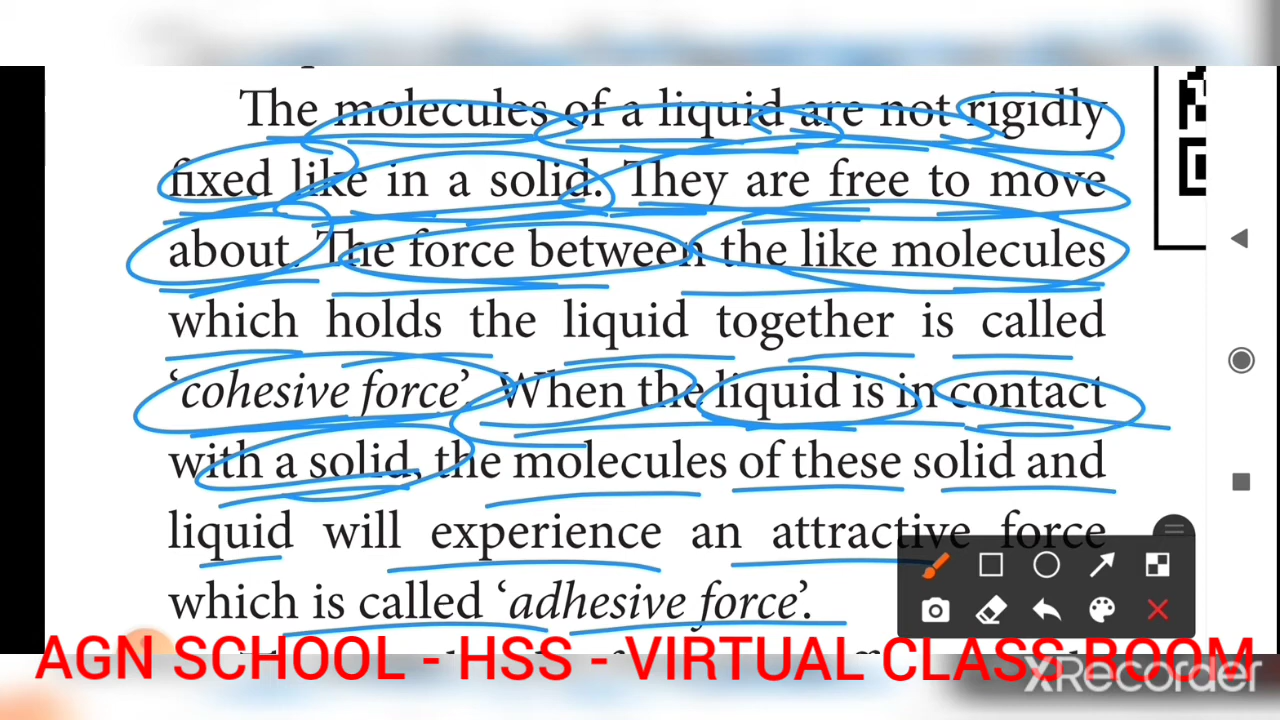 The molecules of a liquid are not rigidly
fixed like in a solid. They are free to move
about. The force between the like molecules
which holds the liquid together is called
‘cohesive force’. When the liquid is in contact
with a solid, the molecules of these solid and
liquid will experience an attractive force
which is called ‘adhesive force’.
AGN SCHOOL - HSS - VIRTUAL CLASS ROOM
XRecorder